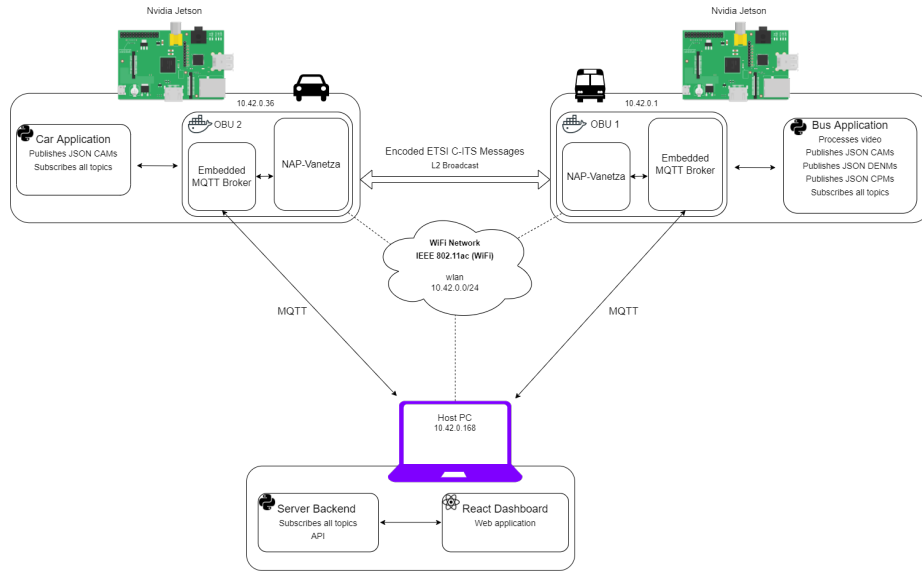 Nvidia Jetson
Nvidia Jetson
10.42.0.36
10.42.0.1
Car Application
Publishes JSON CAMs
Subscribes all topics
OBU 2
Embedded
MQTT Broker
NAP-Vanetza
Encoded ETSI C-ITS Messages
L2 Broadcast
OBU 1
NAP-Vanetza
Embedded
MQTT Broker
Bus Application
Processes video
Publishes JSON CAMs
Publishes JSON DENMs
Publishes JSON CPMs
Subscribes all topics
WiFi Network
IEEE 802.11ac (WiFi)
wlan
10.42.0.0/24
MQTT
MQTT
Host PC
10.42.0.168
Server Backend
Subscribes all topics
API
React Dashboard
Web application